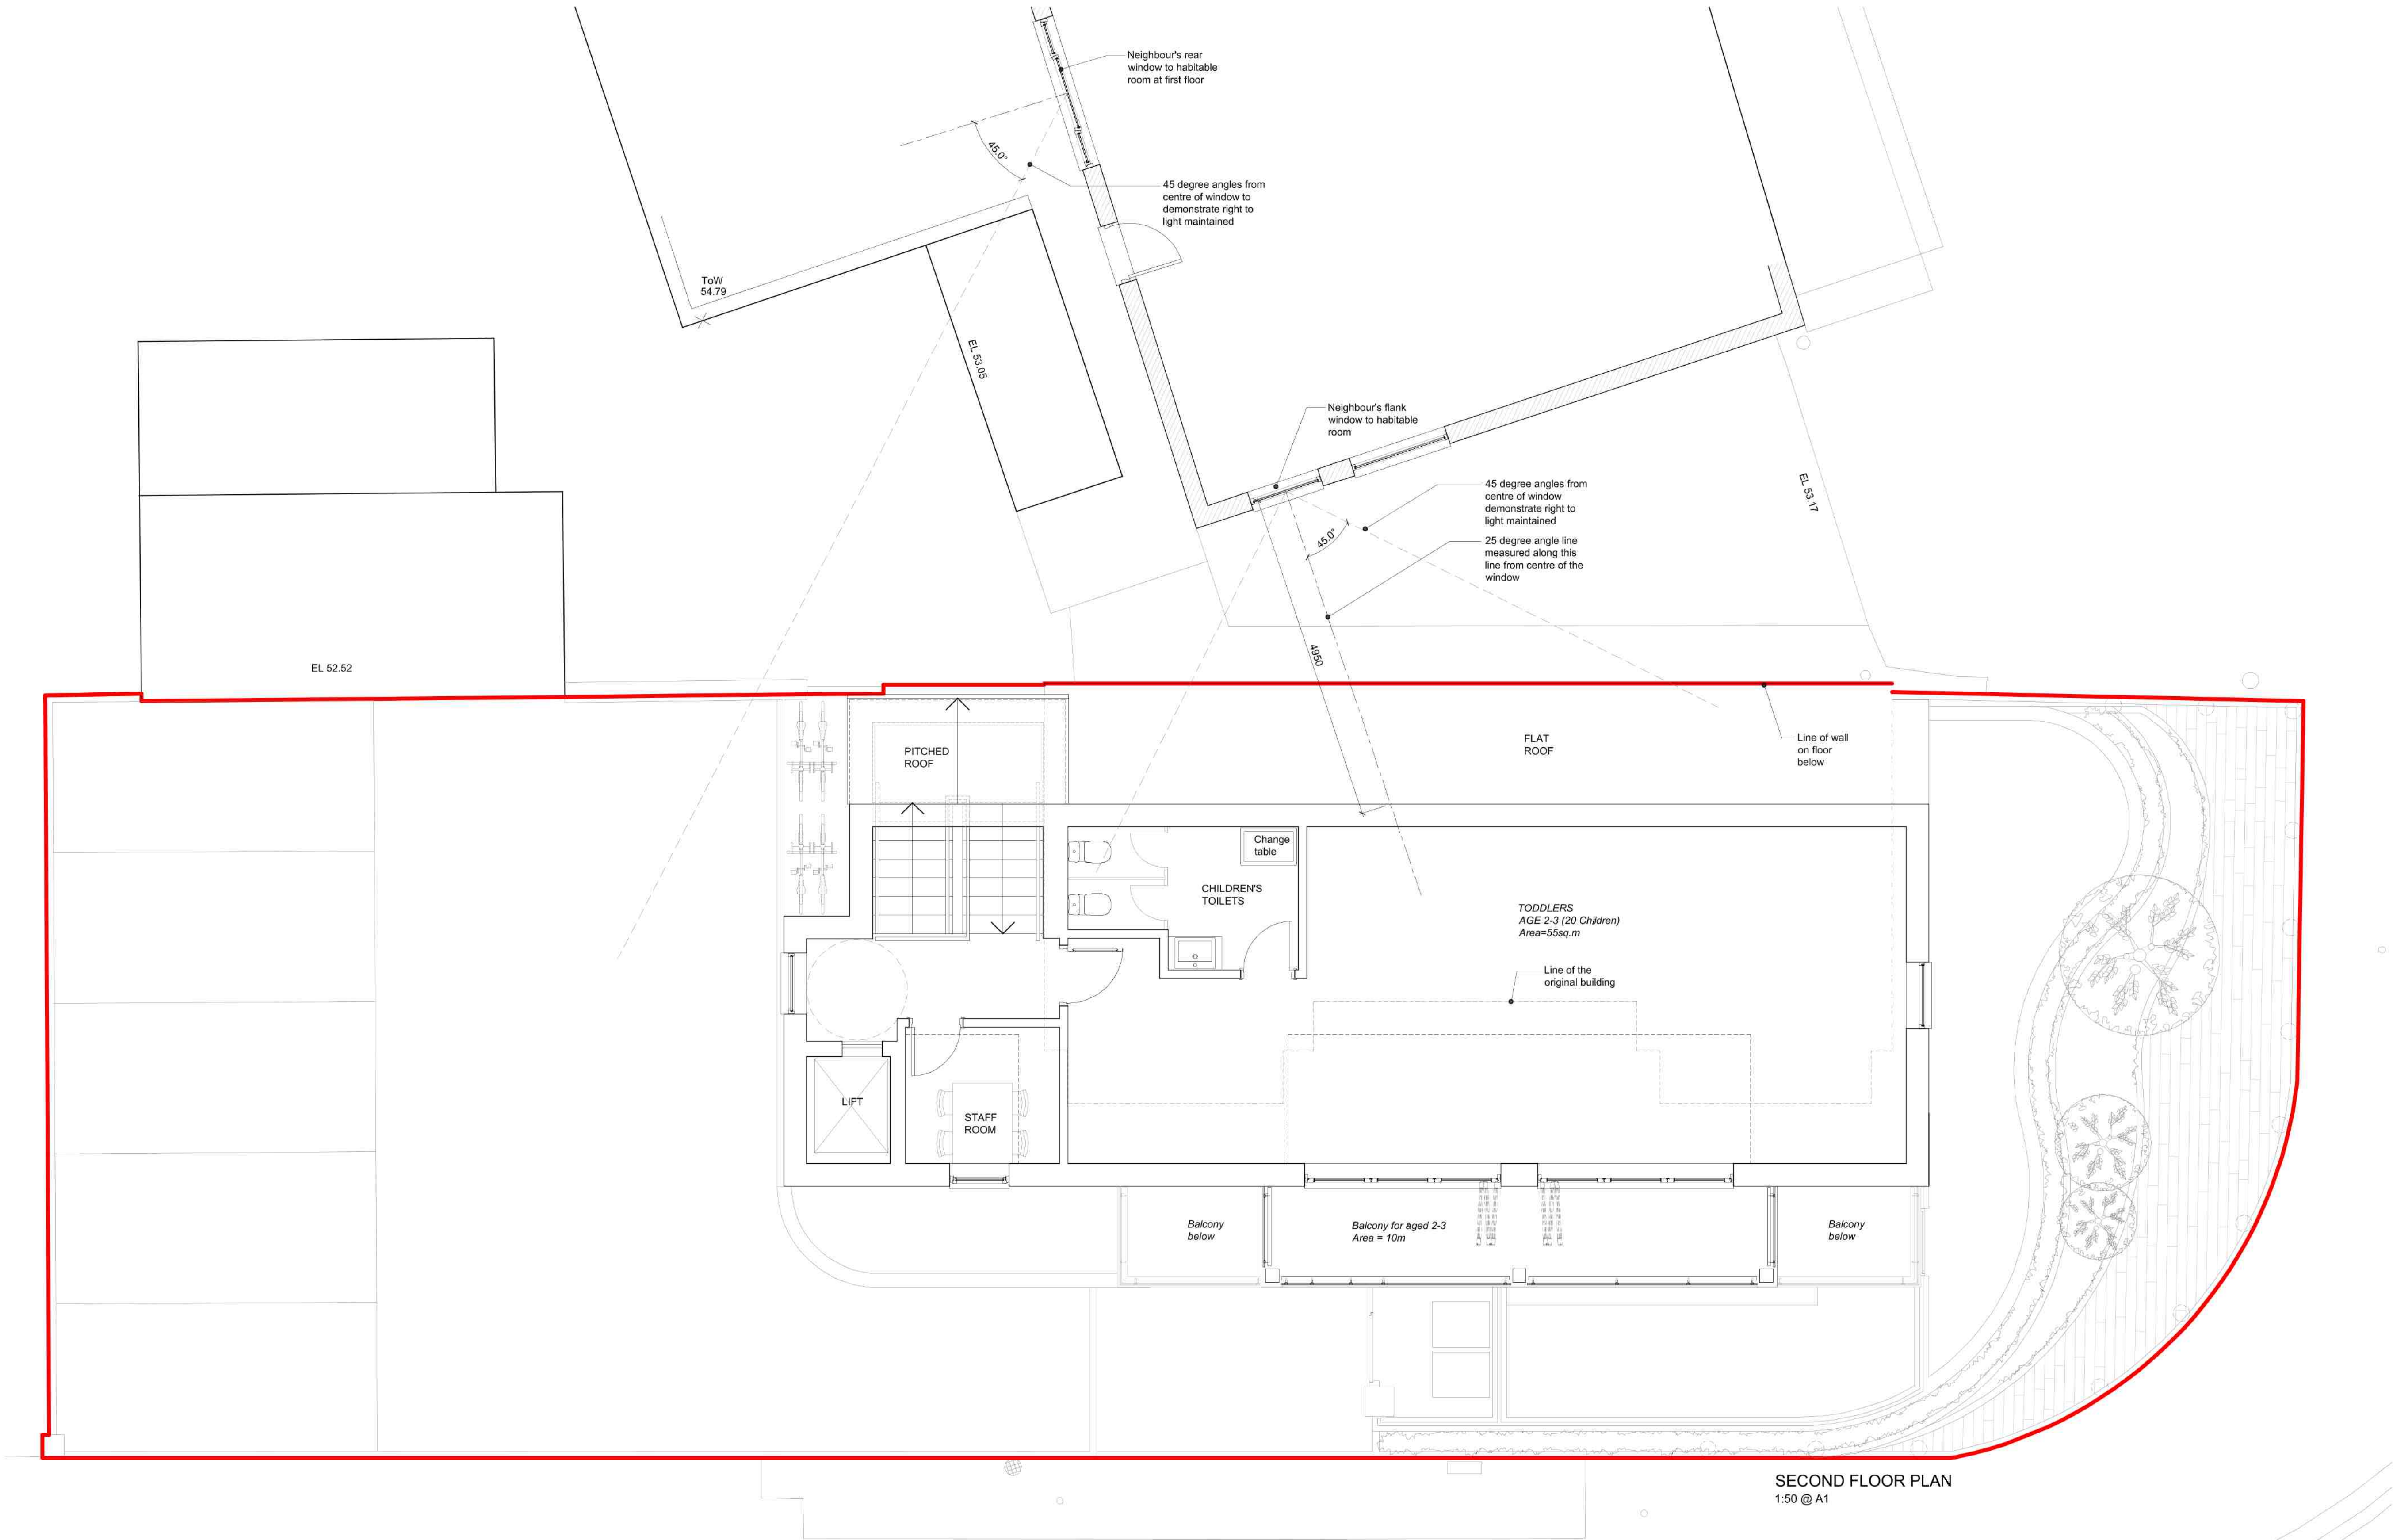 Neighbour's rear
window to habitable
room at first floor
45.0°
45 degree angles from
centre of window to
demonstrate right to
light maintained
ToW
54.79
EL 53.05
Neighbour's flank
window to habitable
room
45 degree angles from
centre of window
demonstrate right to
light maintained
EL 53.17
45.0°
25 degree angle line
measured along this
line from centre of the
window
4950
EL 52.52
PITCHED
ROOF
FLAT
ROOF
Line of wall
on floor
below
Change
table
CHILDREN'S
TOILETS
TODDLERS
AGE 2-3 (20 Children)
Area=55sq.m
Line of the
original building
LIFT
STAFF
ROOM
Balcony
below
Balcony for aged 2-3
Area = 10m
Balcony
below
SECOND FLOOR PLAN
1:50 @ A1